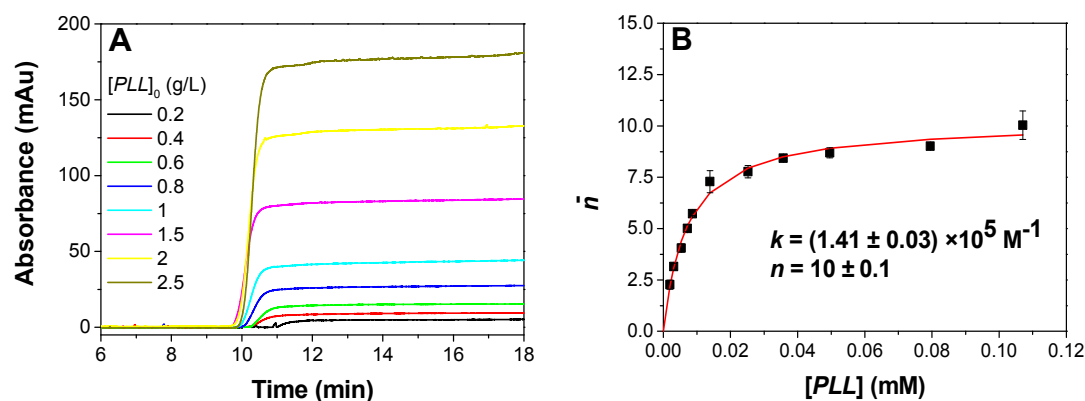 A
[PLL]₀ (g/L)
0.2
0.4
0.6
0.8
1
1.5
2
2.5
Absorbance (mAu)
200
150
100
75
50
25
0
6 8 10 12 14 16 18
Time (min)
B
n̄
15.0
12.5
10.0
7.5
5.0
2.5
0.0
k = (1.41 ± 0.03) ×10⁵ M⁻¹
n = 10 ± 0.1
0.00 0.02 0.04 0.06 0.08 0.10 0.12
[PLL] (mM)